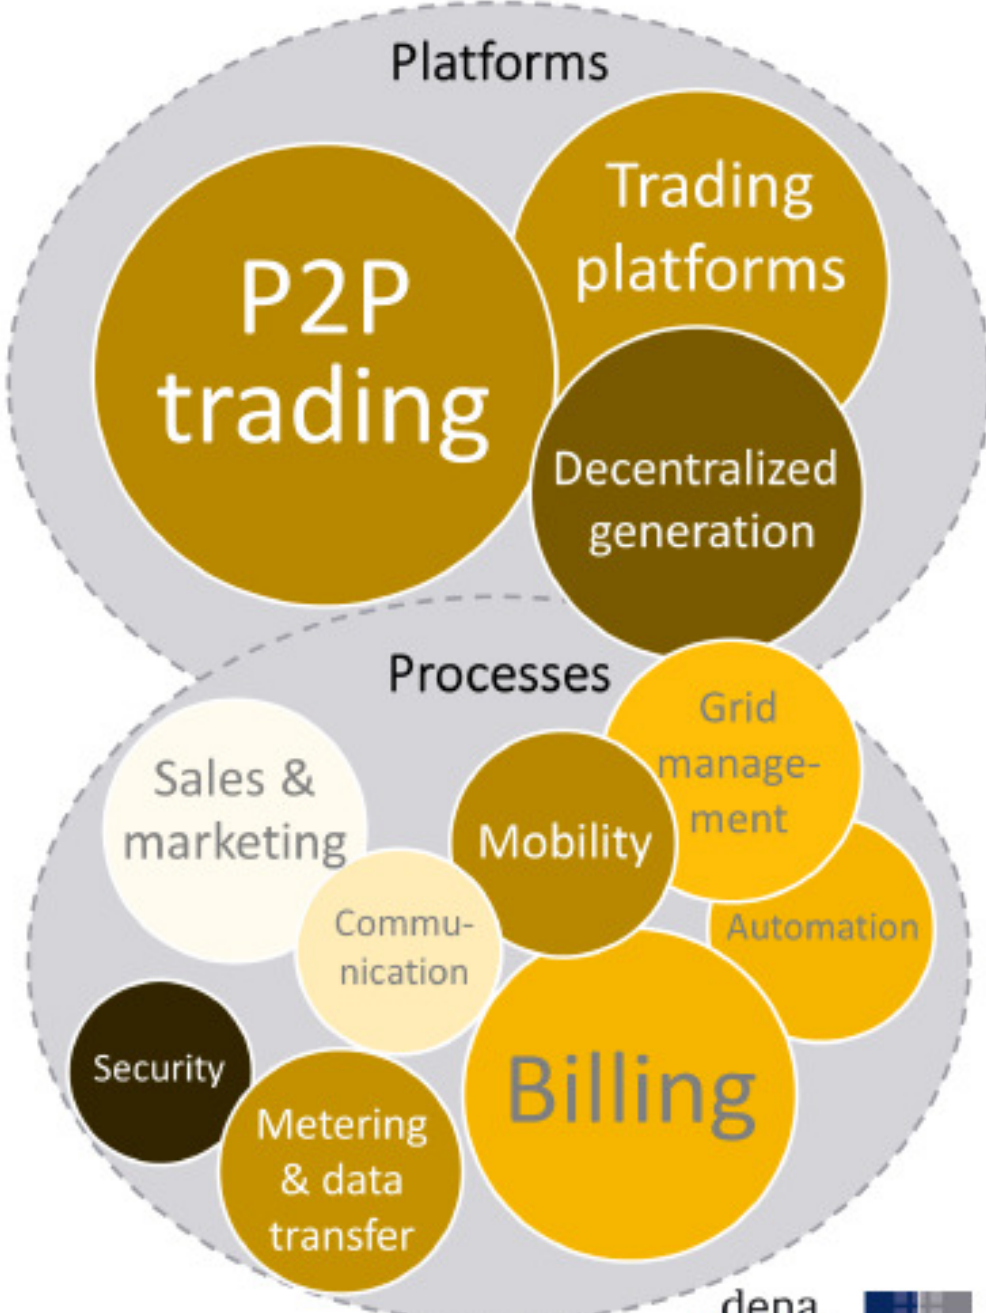 Platforms
Trading
platforms
P2P
trading
Decentralized
generation
Processes
Grid
manage-
ment
Sales &
marketing
Mobility
Commu-
nication
Automation
Security
Billing
Metering
& data
transfer
dena